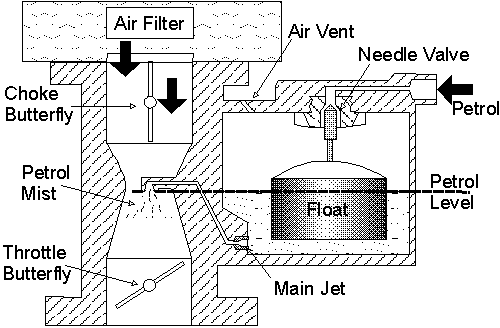 Air Filter
Air Vent
Needle Valve
Choke
Butterfly
Petrol
Petrol
Mist
Petrol
Level
Float
Throttle
Butterfly
Main Jet